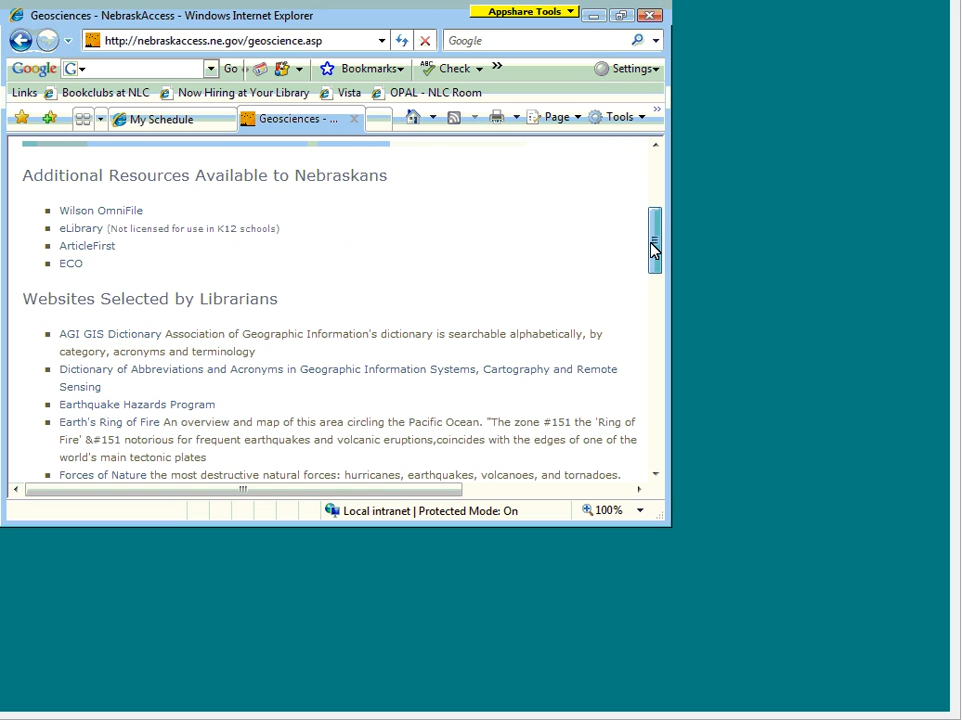 Geosciences - NebraskAccess - Windows Internet Explorer
Appshare Tools
http://nebraskaccess.ne.gov/geoscience.asp
Google
Google G Go Bookmarks ABC Check » Settings
Links Bookclubs at NLC Now Hiring at Your Library Vista OPAL - NLC Room
My Schedule Geosciences - ... Page Tools »
Additional Resources Available to Nebraskans
Wilson OmniFile
eLibrary (Not licensed for use in K12 schools)
ArticleFirst
ECO
Websites Selected by Librarians
AGI GIS Dictionary Association of Geographic Information's dictionary is searchable alphabetically, by
category, acronyms and terminology
Dictionary of Abbreviations and Acronyms in Geographic Information Systems, Cartography and Remote
Sensing
Earthquake Hazards Program
Earth's Ring of Fire An overview and map of this area circling the Pacific Ocean. "The zone #151 the 'Ring of
Fire' &#151 notorious for frequent earthquakes and volcanic eruptions,coincides with the edges of one of the
world's main tectonic plates
Forces of Nature the most destructive natural forces: hurricanes, earthquakes, volcanoes, and tornadoes.
Local intranet | Protected Mode: On
100%